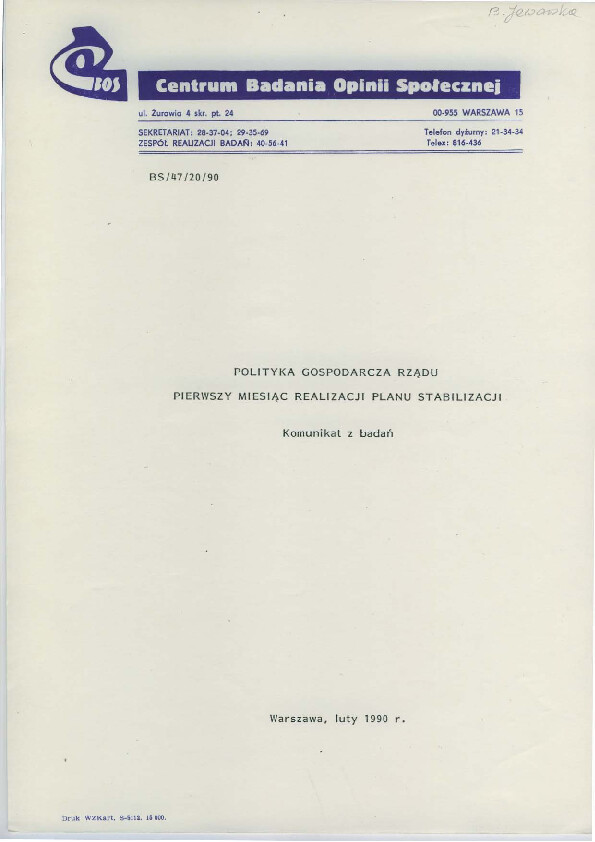 CBOS
Centrum Badania Opinii Społecznej
ul. Żurawia 4 skr. pt. 24 00-955 WARSZAWA 15
SEKRETARIAT: 28-37-04; 29-35-69 Telefon dyżurny: 21-34-34
ZESPÓŁ REALIZACJI BADAŃ: 40-56-41 Telex: 816-436
BS/47/20/90
POLITYKA GOSPODARCZA RZĄDU
PIERWSZY MIESIĄC REALIZACJI PLANU STABILIZACJI
Komunikat z badań
Warszawa, luty 1990 r.
Druk WZKart.